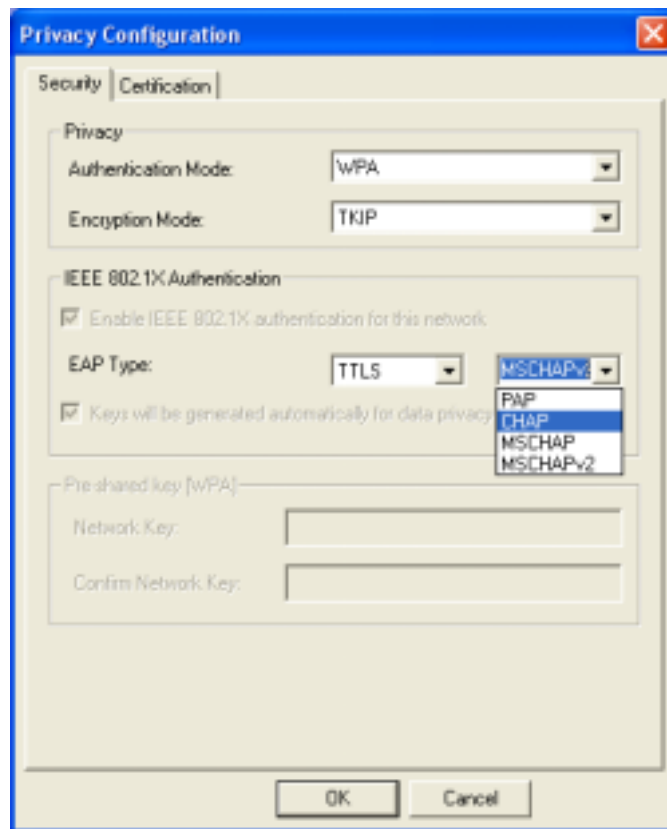 Privacy Configuration
Security Certification
Privacy
Authentication Mode: WPA
Encryption Mode: TKIP
IEEE 802.1X Authentication
Enable IEEE 802.1X authentication for this network
EAP Type: TTLS MSCHAPv2
PAP
Keys will be generated automatically for data privacy CHAP
MSCHAP
MSCHAPv2
Pre shared key [WPA]
Network Key:
Confirm Network Key:
OK Cancel